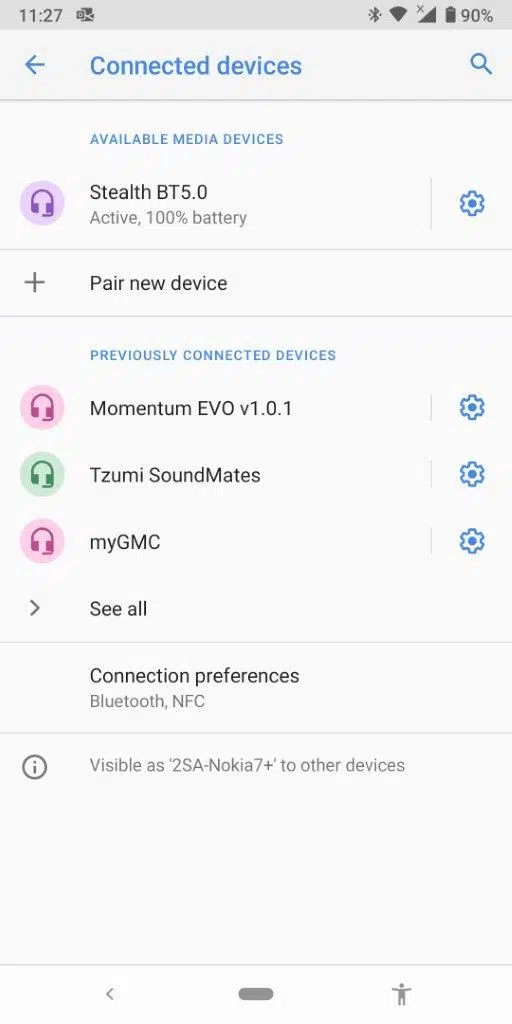 11:27 90%
Connected devices
AVAILABLE MEDIA DEVICES
Stealth BT5.0
Active, 100% battery
Pair new device
PREVIOUSLY CONNECTED DEVICES
Momentum EVO v1.0.1
Tzumi SoundMates
myGMC
See all
Connection preferences
Bluetooth, NFC
Visible as '2SA-Nokia7+' to other devices